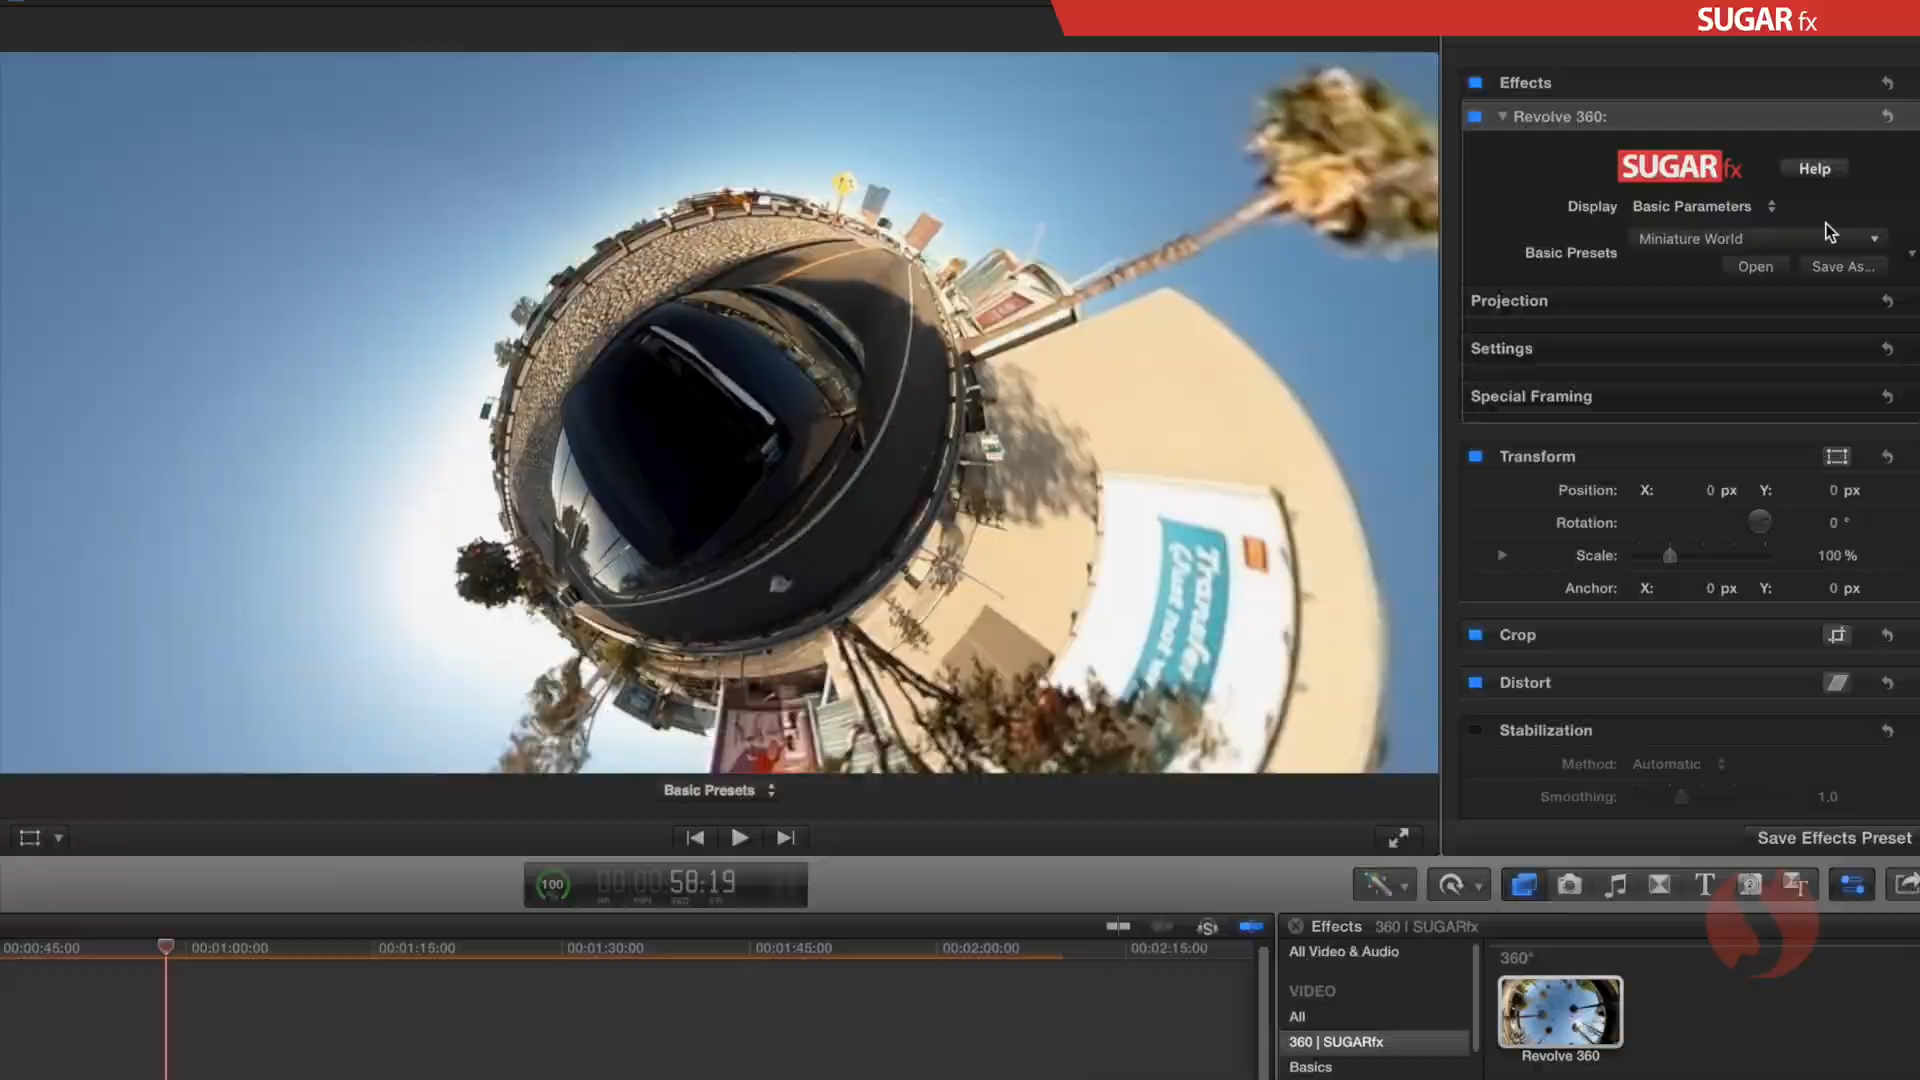 SUGAR fx
Effects
Revolve 360:
SUGAR fx
Help
Display Basic Parameters
Miniature World
Basic Presets
Open Save As...
Projection
Settings
Special Framing
Transform
Position: X: 0 px Y: 0 px
Rotation: 0 °
Scale: 100 %
Anchor: X: 0 px Y: 0 px
Crop
Distort
Stabilization
Method: Automatic
Smoothing: 1.0
Save Effects Preset
Transfer
Basic Presets
100 00:00:58:19
T
00:00:45:00 00:01:00:00 00:01:15:00 00:01:30:00 00:01:45:00 00:02:00:00 00:02:15:00
Effects 360 | SUGARfx
All Video & Audio
VIDEO
All
360 | SUGARfx
Basics
360°
Revolve 360